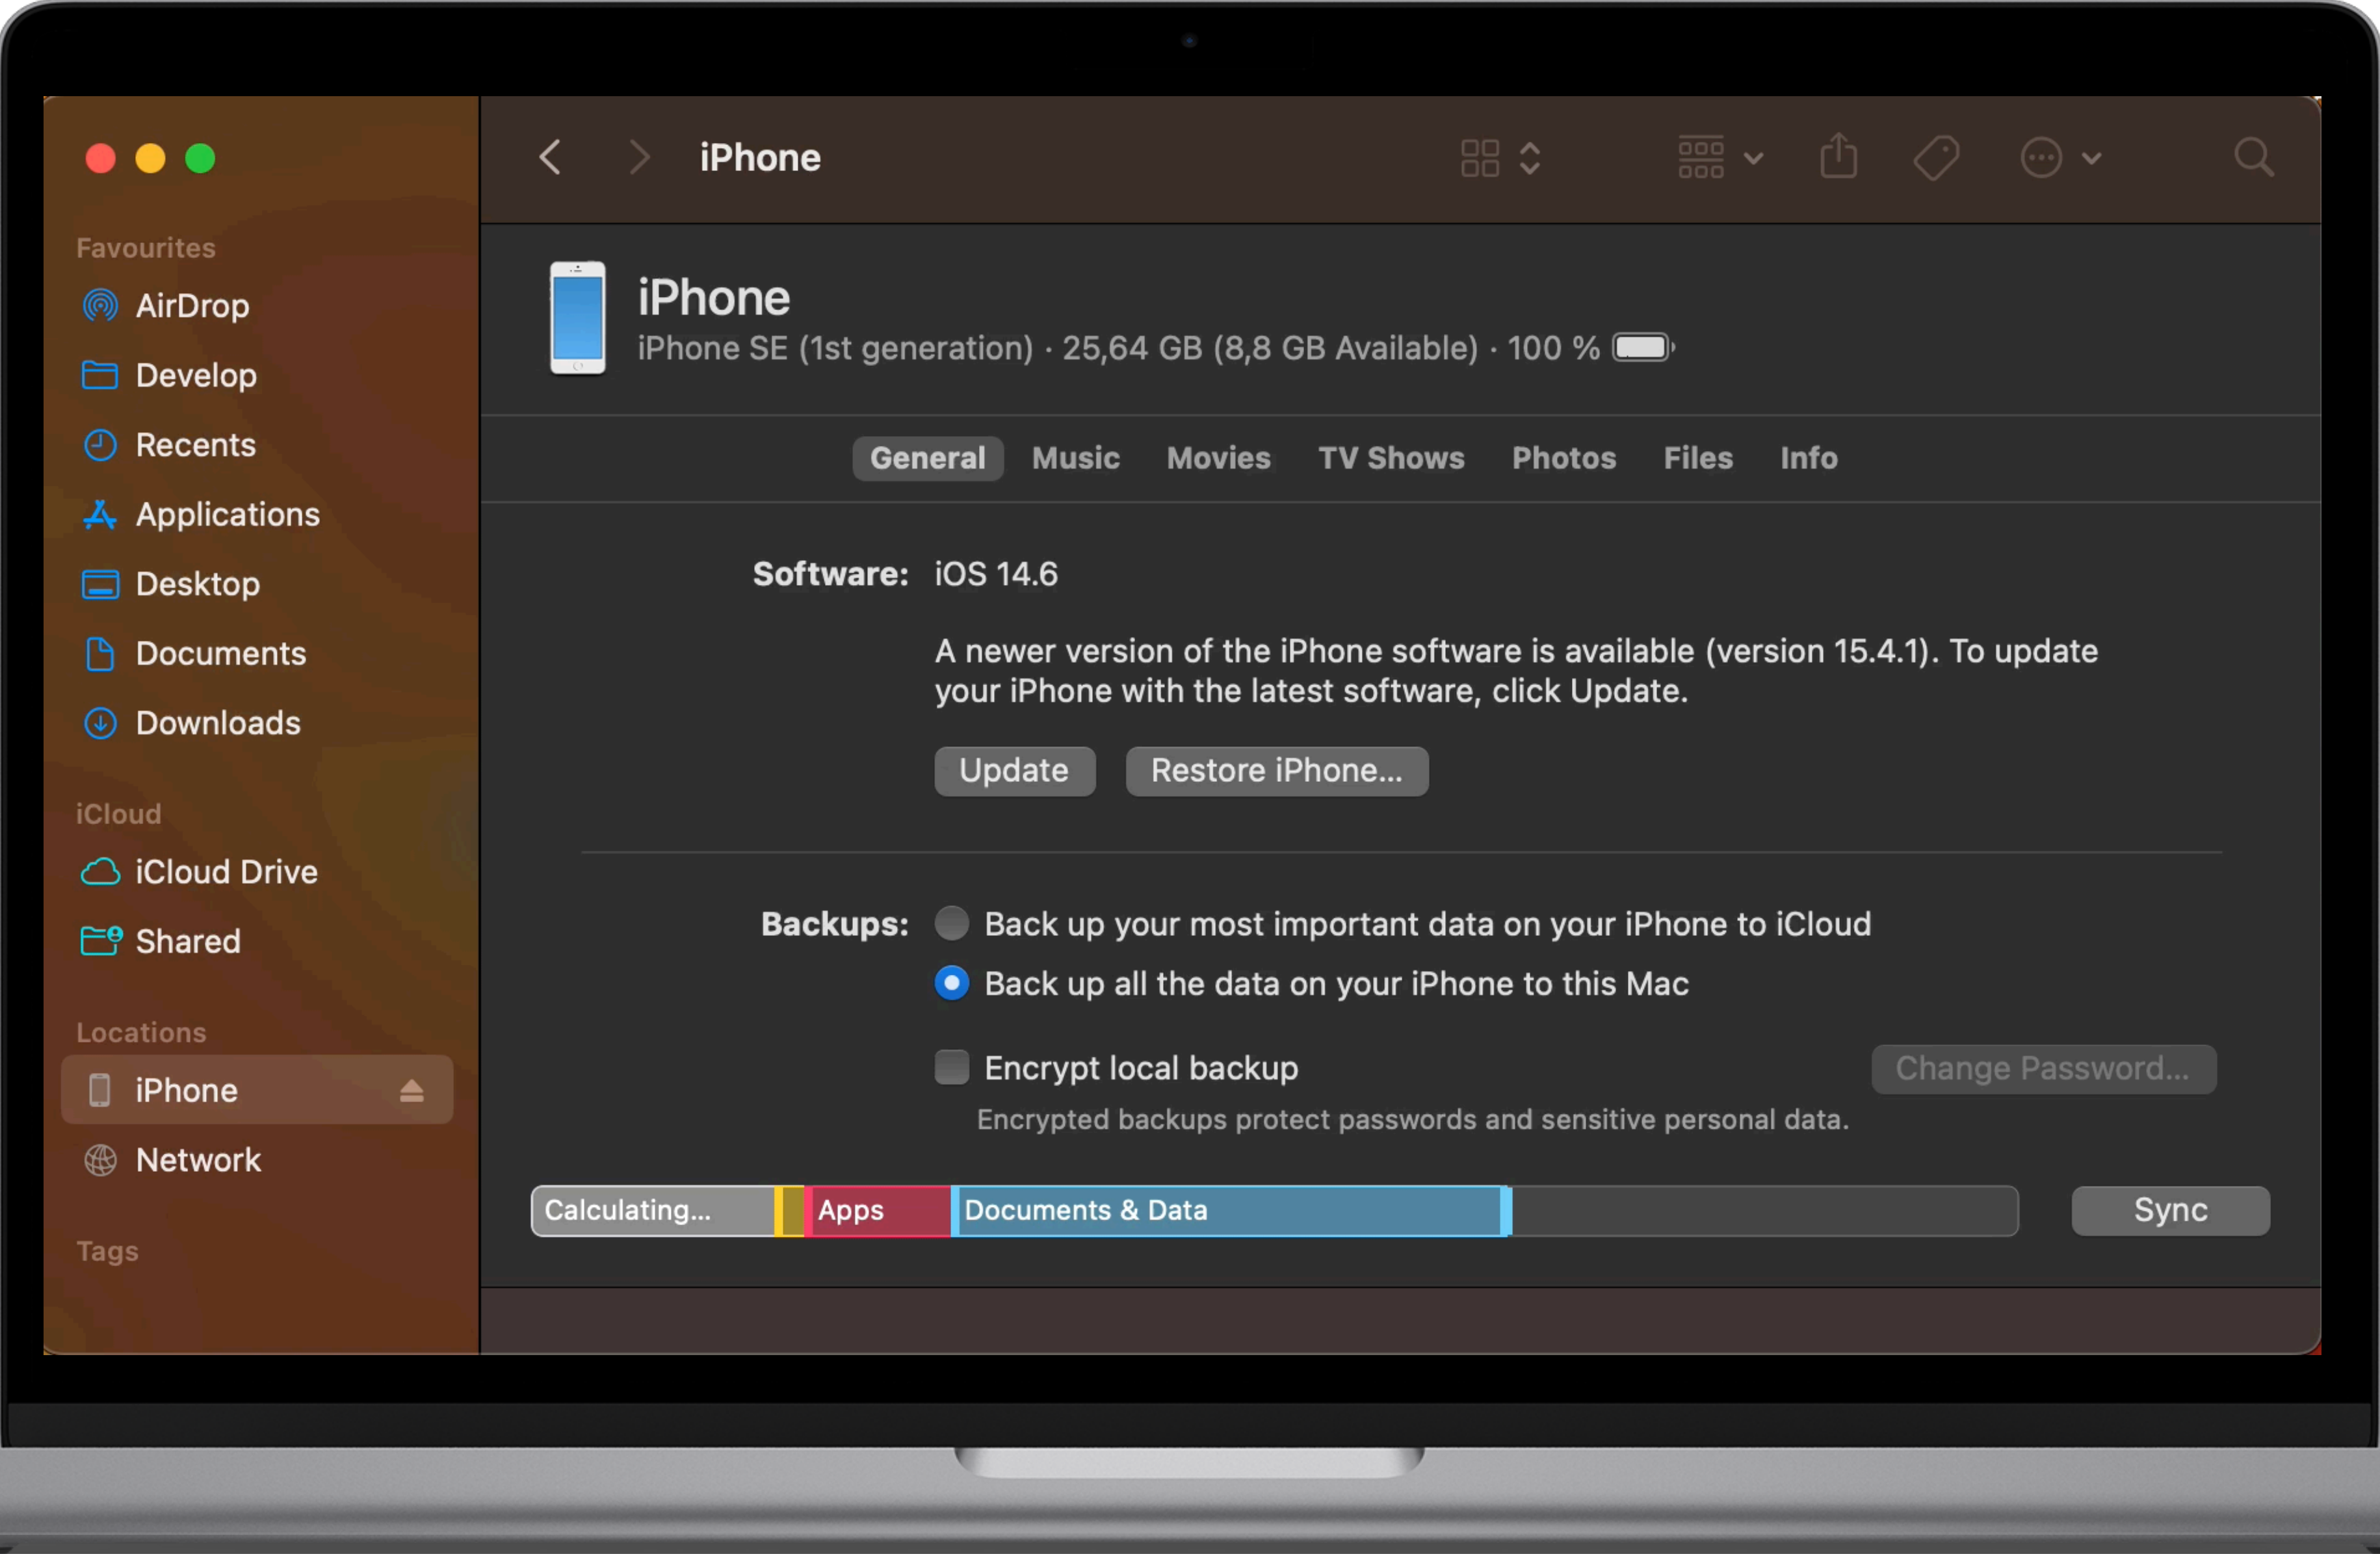 iPhone
Favourites
AirDrop
Develop
Recents
Applications
Desktop
Documents
Downloads
iCloud
iCloud Drive
Shared
Locations
iPhone
Network
Tags
iPhone
iPhone SE (1st generation) · 25,64 GB (8,8 GB Available) · 100 %
General Music Movies TV Shows Photos Files Info
Software: iOS 14.6
A newer version of the iPhone software is available (version 15.4.1). To update
your iPhone with the latest software, click Update.
Update Restore iPhone...
Backups: Back up your most important data on your iPhone to iCloud
Back up all the data on your iPhone to this Mac
Encrypt local backup Change Password...
Encrypted backups protect passwords and sensitive personal data.
Calculating... Apps Documents & Data Sync